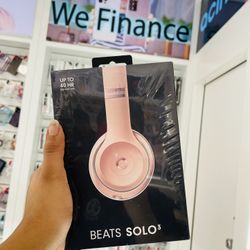 We Finance
UP TO
40 HR
BEATS SOLO³